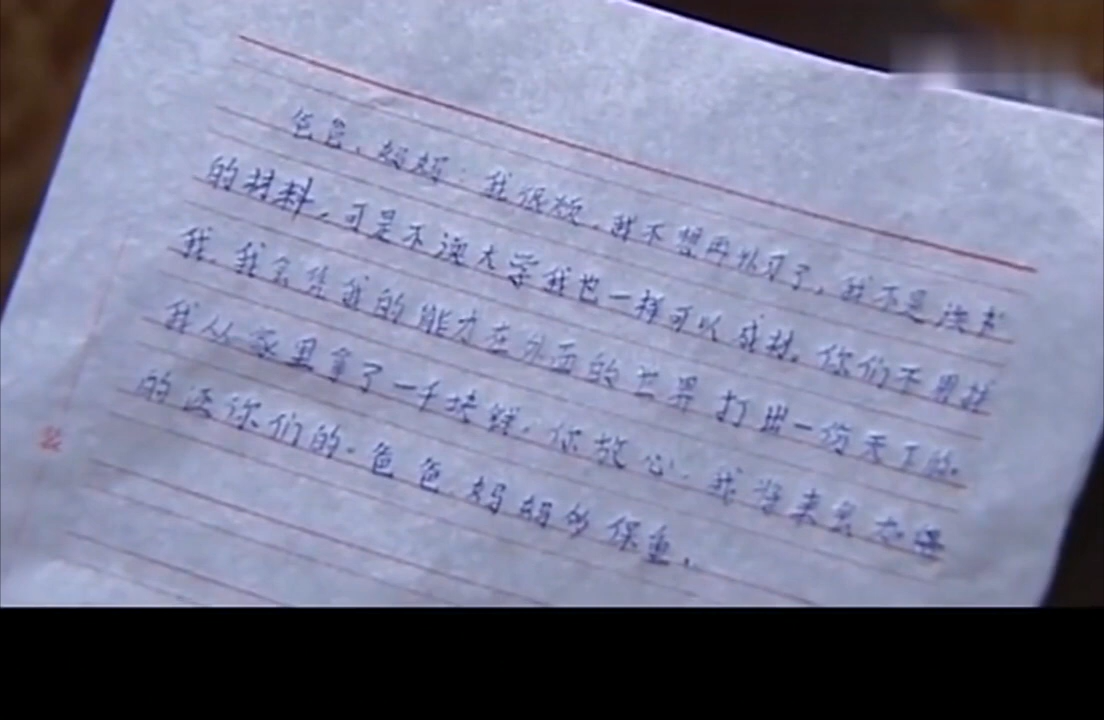 爸爸、妈妈：我很烦，我不想再补习了，我不是读书
的材料，可是不读大学我也一样可以成材。你们不用找
我，我会凭我的能力在外面的世界打出一份天下的。
我从家里拿了一千块钱，你放心，我将来会加倍
的还你们的。爸爸妈妈多保重。